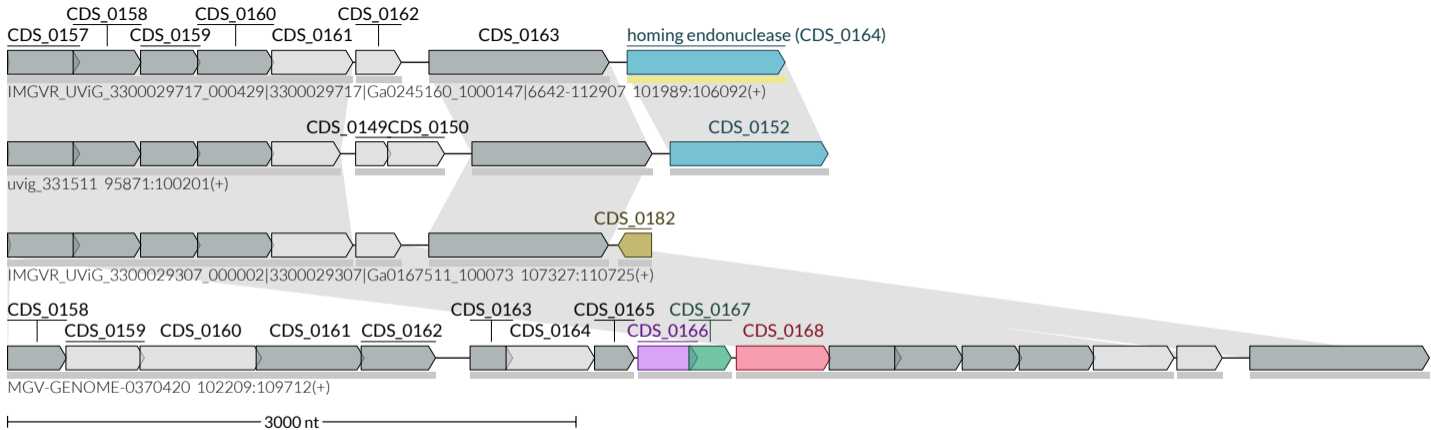 CDS_0158 CDS_0160 CDS_0162
CDS_0157 CDS_0159 CDS_0161 CDS_0163 homing endonuclease (CDS_0164)
IMGVR_UViG_3300029717_000429|3300029717|Ga0245160_1000147|6642-112907 101989:106092(+)
CDS_0149 CDS_0150 CDS_0152
uvig_331511 95871:100201(+)
CDS_0182
IMGVR_UViG_3300029307_000002|3300029307|Ga0167511_100073 107327:110725(+)
CDS_0158 CDS_0163 CDS_0165 CDS_0167
CDS_0159 CDS_0160 CDS_0161 CDS_0162 CDS_0164 CDS_0166 CDS_0168
MGV-GENOME-0370420 102209:109712(+)
3000 nt